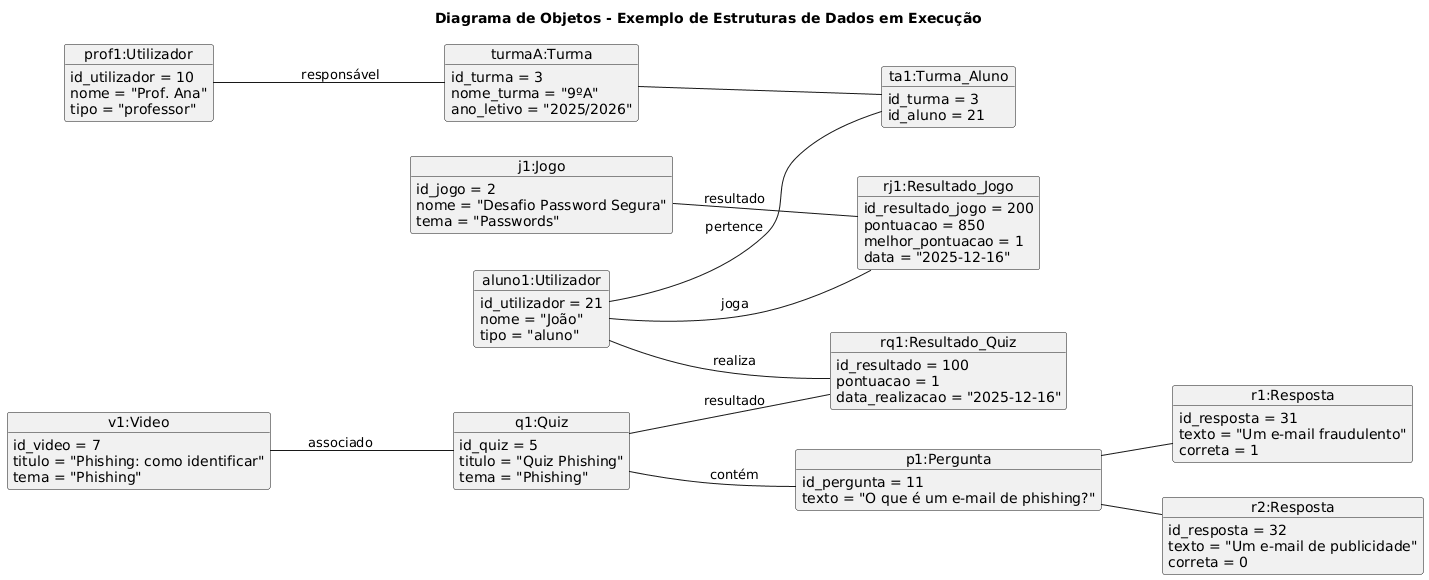 Diagrama de Objetos - Exemplo de Estruturas de Dados em Execução
prof1:Utilizador
id_utilizador = 10
nome = "Prof. Ana"
tipo = "professor"
responsável
turmaA:Turma
id_turma = 3
nome_turma = "9ºA"
ano_letivo = "2025/2026"
ta1:Turma_Aluno
id_turma = 3
id_aluno = 21
j1:Jogo
id_jogo = 2
nome = "Desafio Password Segura"
tema = "Passwords"
resultado
pertence
rj1:Resultado_Jogo
id_resultado_jogo = 200
pontuacao = 850
melhor_pontuacao = 1
data = "2025-12-16"
aluno1:Utilizador
id_utilizador = 21
nome = "João"
tipo = "aluno"
joga
realiza
rq1:Resultado_Quiz
id_resultado = 100
pontuacao = 1
data_realizacao = "2025-12-16"
v1:Video
id_video = 7
titulo = "Phishing: como identificar"
tema = "Phishing"
associado
q1:Quiz
id_quiz = 5
titulo = "Quiz Phishing"
tema = "Phishing"
resultado
contém
p1:Pergunta
id_pergunta = 11
texto = "O que é um e-mail de phishing?"
r1:Resposta
id_resposta = 31
texto = "Um e-mail fraudulento"
correta = 1
r2:Resposta
id_resposta = 32
texto = "Um e-mail de publicidade"
correta = 0